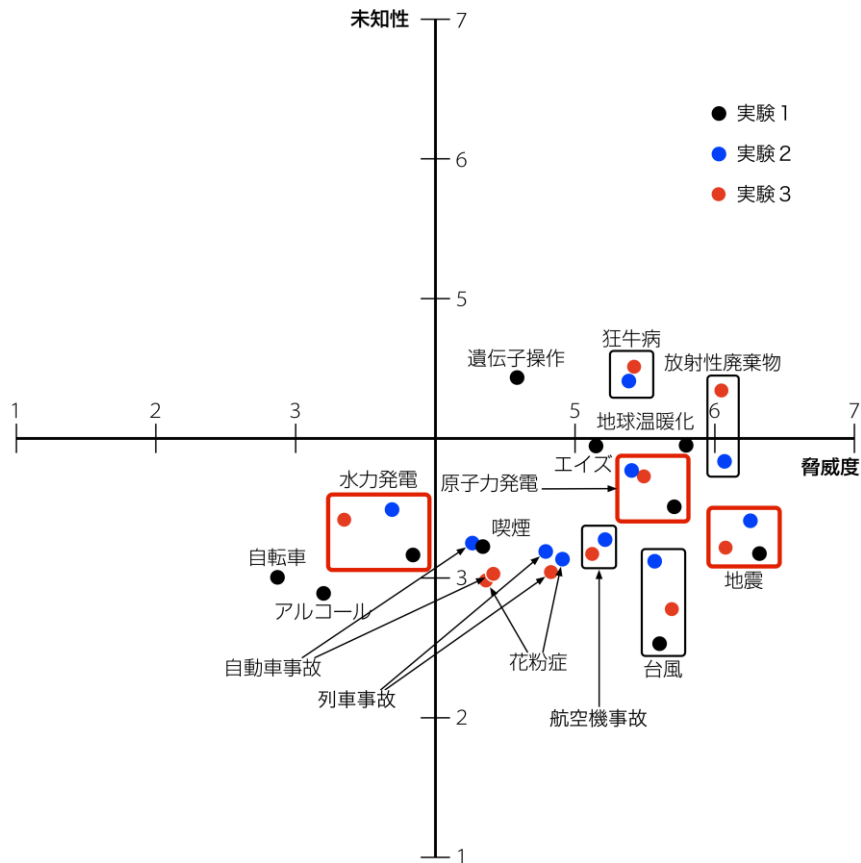 未知性
7
実験1
6
実験2
実験3
5
狂牛病
遺伝子操作
放射性廃棄物
1
2
3
5
地球温暖化
6
7
エイズ
脅威度
水力発電
原子力発電
喫煙
自転車
3
地震
アルコール
自動車事故
花粉症
台風
列車事故
航空機事故
2
1